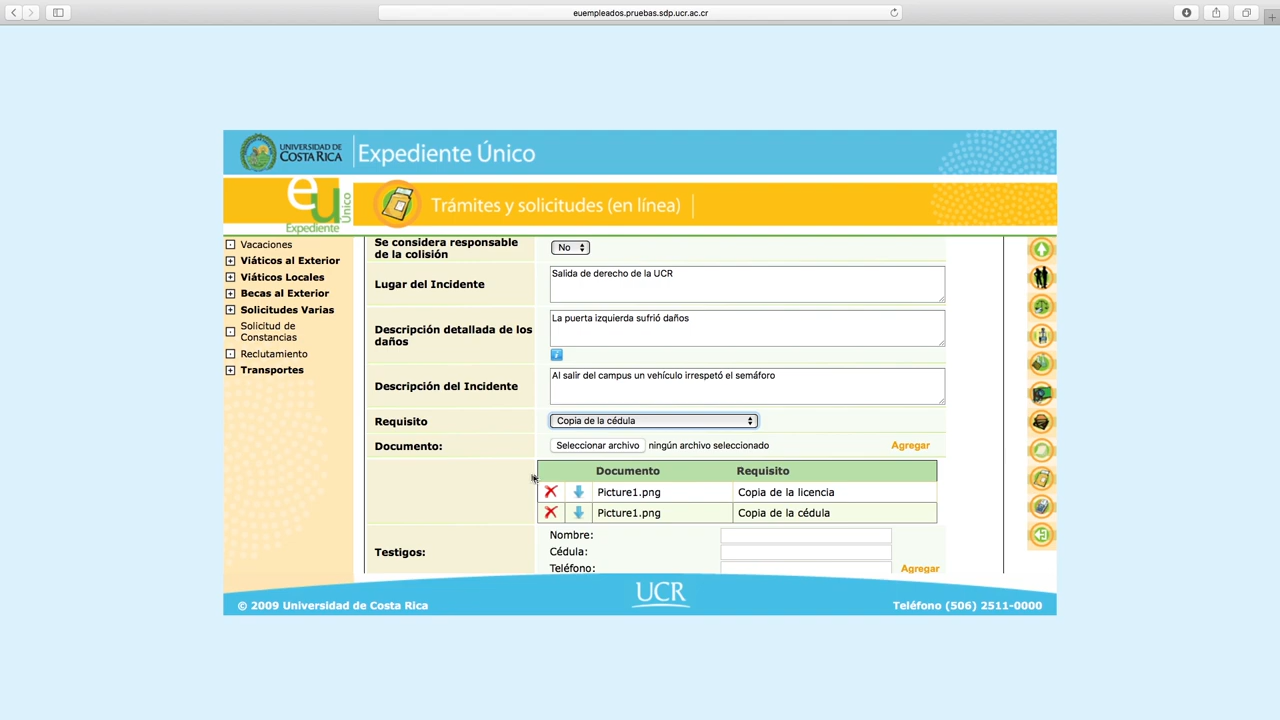 euempleados.pruebas.sdp.ucr.ac.cr
UNIVERSIDAD DE
COSTA RICA
Expediente Único
eu
Expediente
Único
Trámites y solicitudes (en línea)
Vacaciones
Viáticos al Exterior
Viáticos Locales
Becas al Exterior
Solicitudes Varias
Solicitud de
Constancias
Reclutamiento
Transportes
Se considera responsable
de la colisión
No
Lugar del Incidente
Salida de derecho de la UCR
Descripción detallada de los
daños
La puerta izquierda sufrió daños
Descripción del Incidente
Al salir del campus un vehículo irrespetó el semáforo
Requisito
Copia de la cédula
Documento:
Seleccionar archivo ningún archivo seleccionado
Agregar
Documento Requisito
Picture1.png Copia de la licencia
Picture1.png Copia de la cédula
Testigos:
Nombre:
Cédula:
Teléfono:
Agregar
© 2009 Universidad de Costa Rica
UCR
Teléfono (506) 2511-0000